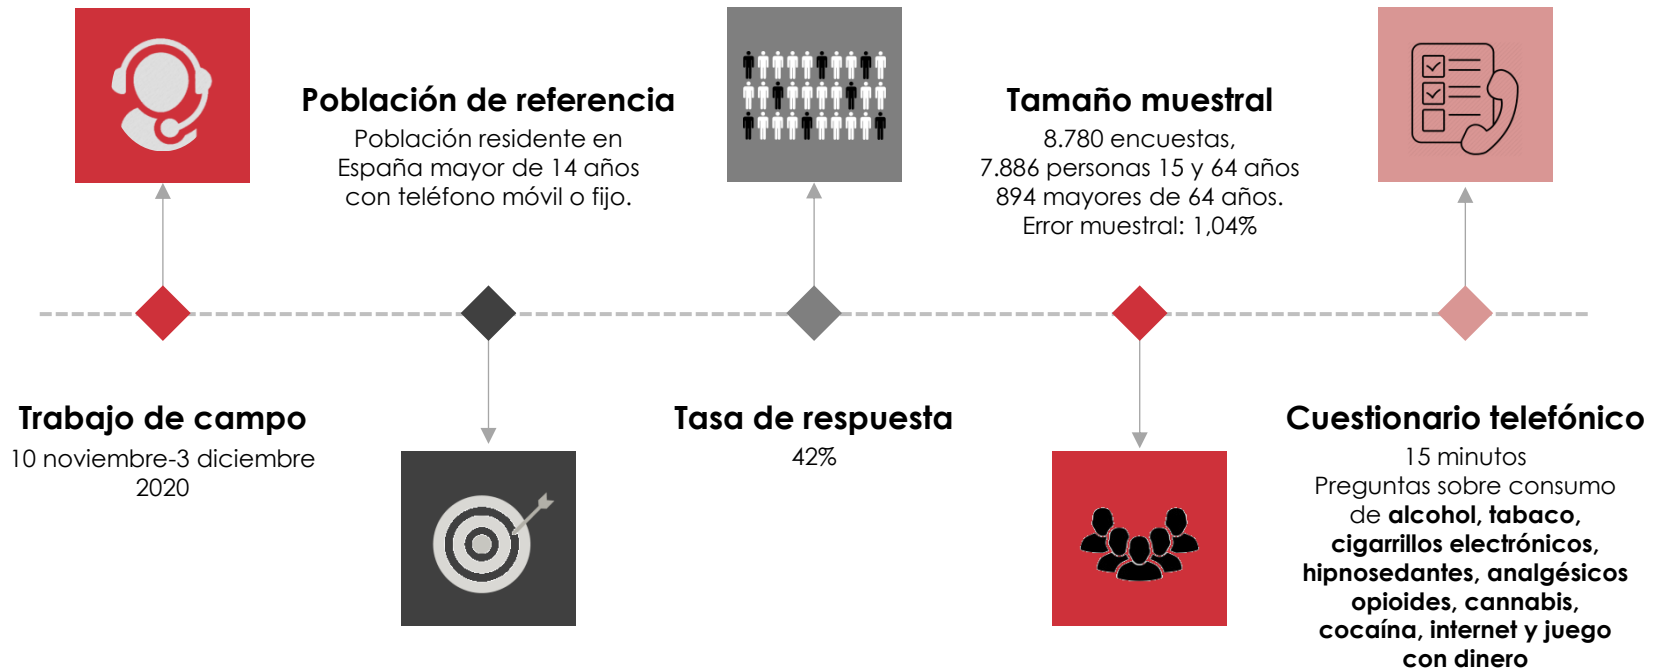 Trabajo de campo
10 noviembre-3 diciembre
2020
Población de referencia
Población residente en
España mayor de 14 años
con teléfono móvil o fijo.
Tasa de respuesta
42%
Tamaño muestral
8.780 encuestas,
7.886 personas 15 y 64 años
894 mayores de 64 años.
Error muestral: 1,04%
Cuestionario telefónico
15 minutos
Preguntas sobre consumo
de alcohol, tabaco,
cigarrillos electrónicos,
hipnosedantes, analgésicos
opioides, cannabis,
cocaína, internet y juego
con dinero